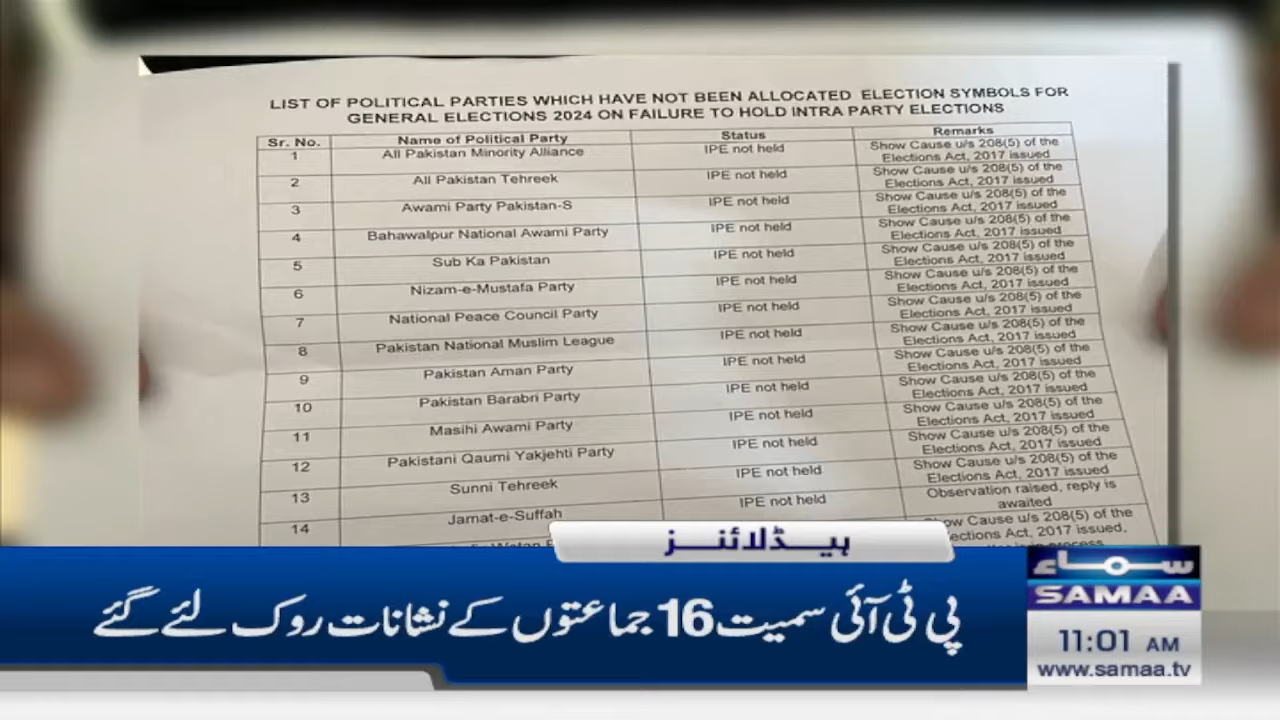 LIST OF POLITICAL PARTIES WHICH HAVE NOT BEEN ALLOCATED ELECTION SYMBOLS FOR
GENERAL ELECTIONS 2024 ON FAILURE TO HOLD INTRA PARTY ELECTIONS
Sr. No. Name of Political Party Status Remarks
1 All Pakistan Minority Alliance IPE not held Show Cause u/s 208(5) of the
Elections Act, 2017 issued
2 All Pakistan Tehreek IPE not held Show Cause u/s 208(5) of the
Elections Act, 2017 issued
3 Awami Party Pakistan-S IPE not held Show Cause u/s 208(5) of the
Elections Act, 2017 issued
4 Bahawalpur National Awami Party IPE not held Show Cause u/s 208(5) of the
Elections Act, 2017 issued
5 Sub Ka Pakistan IPE not held Show Cause u/s 208(5) of the
Elections Act, 2017 issued
6 Nizam-e-Mustafa Party IPE not held Show Cause u/s 208(5) of the
Elections Act, 2017 issued
7 National Peace Council Party IPE not held Show Cause u/s 208(5) of the
Elections Act, 2017 issued
8 Pakistan National Muslim League IPE not held Show Cause u/s 208(5) of the
Elections Act, 2017 issued
9 Pakistan Aman Party IPE not held Show Cause u/s 208(5) of the
Elections Act, 2017 issued
10 Pakistan Barabri Party IPE not held Show Cause u/s 208(5) of the
Elections Act, 2017 issued
11 Masihi Awami Party IPE not held Show Cause u/s 208(5) of the
Elections Act, 2017 issued
12 Pakistani Qaumi Yakjehti Party IPE not held Show Cause u/s 208(5) of the
Elections Act, 2017 issued
13 Sunni Tehreek IPE not held Show Cause u/s 208(5) of the
Elections Act, 2017 issued
14 Jamat-e-Suffah IPE not held Observation raised, reply is
awaited
Cause u/s 208(5) of the
Act, 2017 issued,
ہیڈلائنز
پی ٹی آئی سمیت 16 جماعتوں کے نشانات روک لئے گئے
سماء
SAMAA
11:01 AM
www.samaa.tv